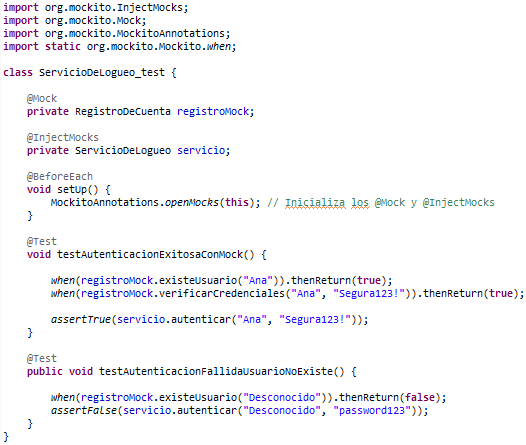 import org.mockito.InjectMocks;
import org.mockito.Mock;
import org.mockito.MockitoAnnotations;
import static org.mockito.Mockito.when;

class ServicioDeLogueo_test {

    @Mock
    private RegistroDeCuenta registroMock;

    @InjectMocks
    private ServicioDeLogueo servicio;

    @BeforeEach
    void setUp() {
        MockitoAnnotations.openMocks(this); // Inicializa los @Mock y @InjectMocks
    }

    @Test
    void testAutenticacionExitosaConMock() {

        when(registroMock.existeUsuario("Ana")).thenReturn(true);
        when(registroMock.verificarCredenciales("Ana", "Segura123!")).thenReturn(true);

        assertTrue(servicio.autenticar("Ana", "Segura123!"));
    }

    @Test
    public void testAutenticacionFallidaUsuarioNoExiste() {

        when(registroMock.existeUsuario("Desconocido")).thenReturn(false);
        assertFalse(servicio.autenticar("Desconocido", "password123"));
    }
}